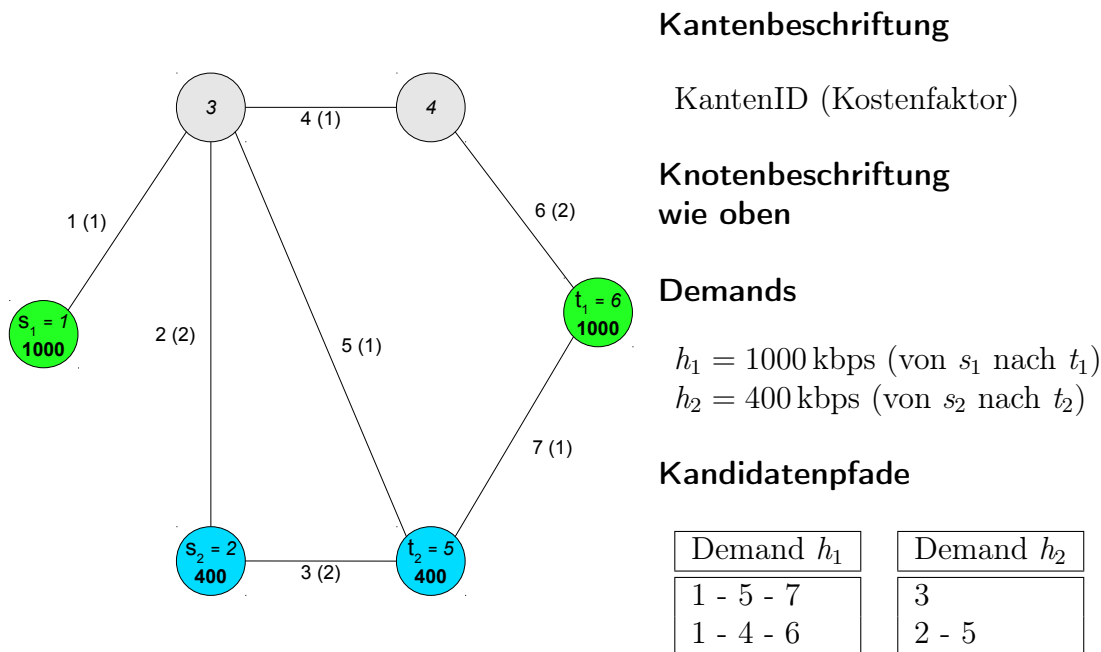 Kantenbeschriftung
KantenID (Kostenfaktor)
Knotenbeschriftung
wie oben
Demands
h₁ = 1000 kbps (von s₁ nach t₁)
h₂ = 400 kbps (von s₂ nach t₂)
Kandidatenpfade
Demand h₁
1 - 5 - 7
1 - 4 - 6
Demand h₂
3
2 - 5
3
4
4 (1)
1 (1)
6 (2)
s₁ = 1
1000
t₁ = 6
1000
2 (2)
5 (1)
7 (1)
s₂ = 2
400
3 (2)
t₂ = 5
400